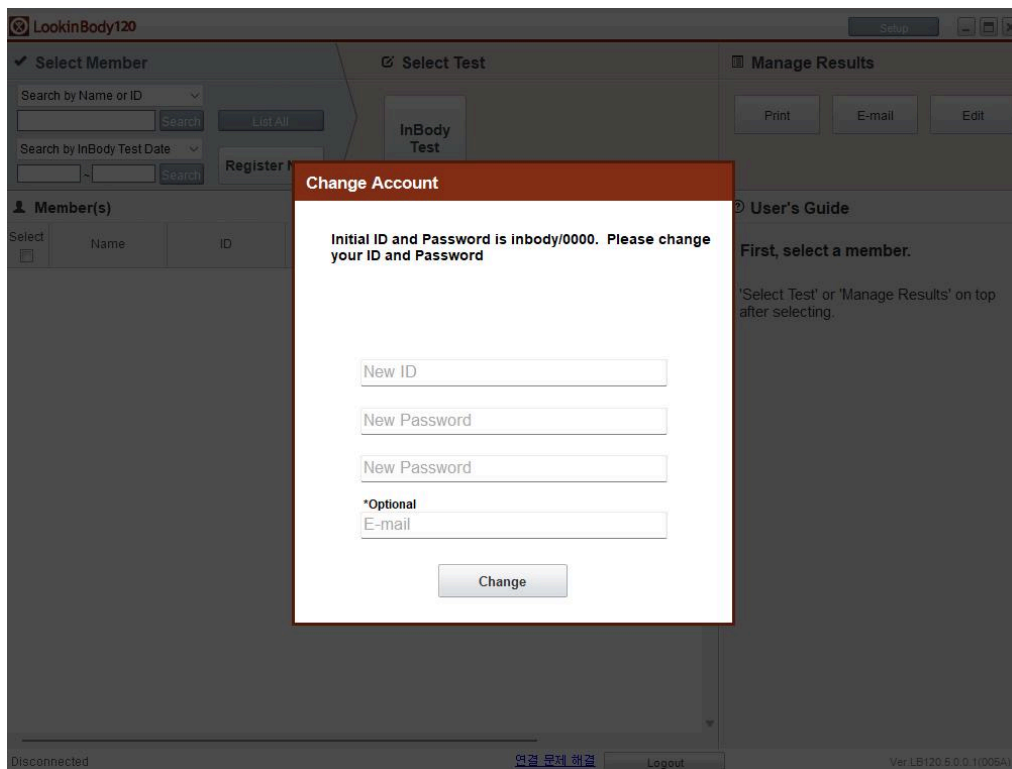 LookinBody120
Setup
Select Member
Select Test
Manage Results
Search by Name or ID
Search
List All
Search by InBody Test Date
~
Search
Register N
InBody
Test
Print
E-mail
Edit
Member(s)
Select
Name
ID
User's Guide
First, select a member.
'Select Test' or 'Manage Results' on top
after selecting.
Change Account
Initial ID and Password is inbody/0000. Please change
your ID and Password
New ID
New Password
New Password
*Optional
E-mail
Change
Disconnected
연결 문제 해결
Logout
Ver.LB120.5.0.0.1(005A)